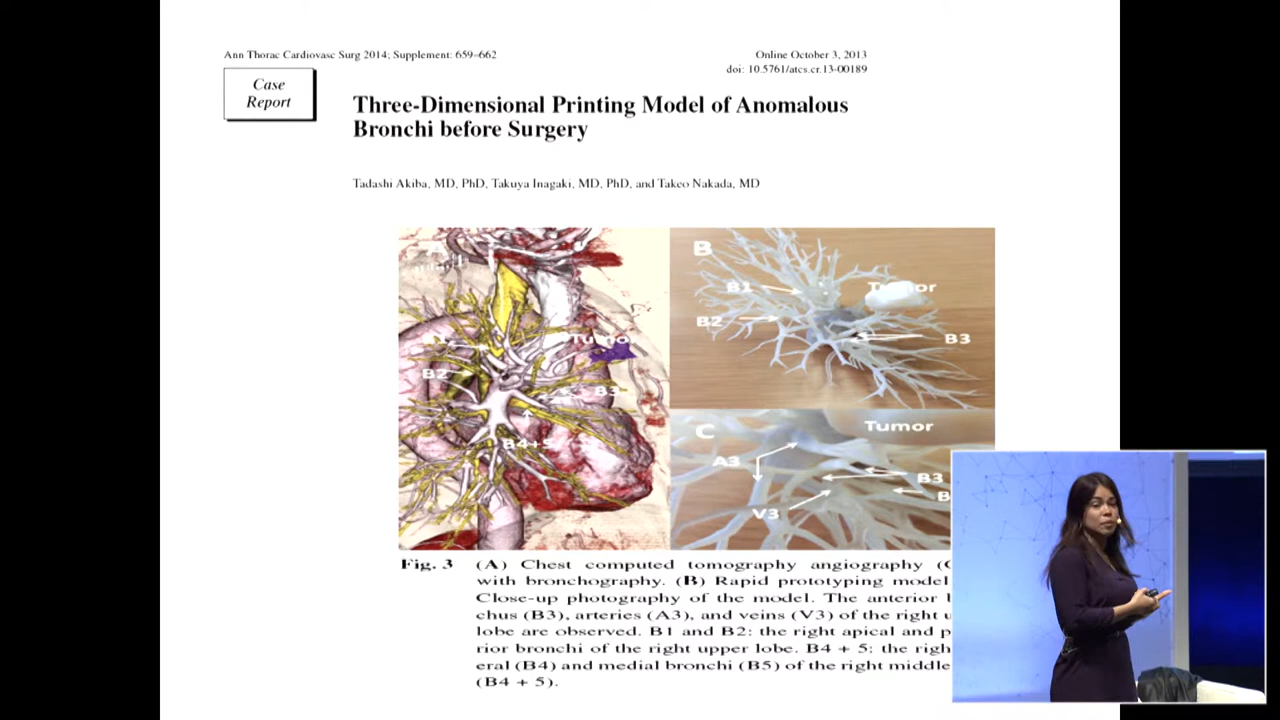 Ann Thorac Cardiovasc Surg 2014; Supplement: 659–662
Online October 3, 2013
doi: 10.5761/atcs.cr.13-00189
Case
Report
Three-Dimensional Printing Model of Anomalous
Bronchi before Surgery
Tadashi Akiba, MD, PhD, Takuya Inagaki, MD, PhD, and Takeo Nakada, MD
A
Tumo
B2
B3
B4+5
B
B1
Tumor
B2
B3
C
Tumor
A3
B3
B
V3
Fig. 3 (A) Chest computed tomography angiography (
with bronchography. (B) Rapid prototyping model
Close-up photography of the model. The anterior
chus (B3), arteries (A3), and veins (V3) of the right u
lobe are observed. B1 and B2: the right apical and p
rior bronchi of the right upper lobe. B4 + 5: the righ
eral (B4) and medial bronchi (B5) of the right middle
(B4 + 5).